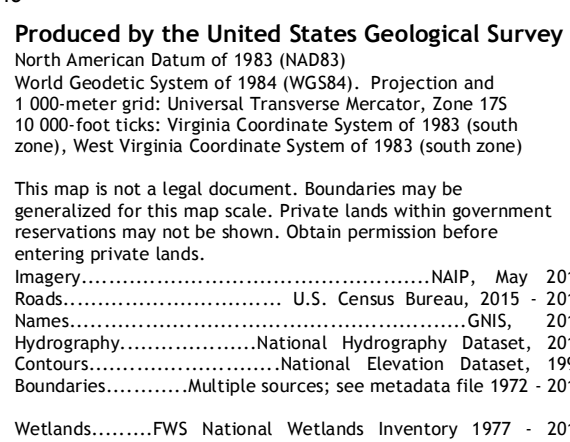 Produced by the United States Geological Survey
North American Datum of 1983 (NAD83)
World Geodetic System of 1984 (WGS84). Projection and
1 000-meter grid: Universal Transverse Mercator, Zone 17S
10 000-foot ticks: Virginia Coordinate System of 1983 (south
zone), West Virginia Coordinate System of 1983 (south zone)
This map is not a legal document. Boundaries may be
generalized for this map scale. Private lands within government
reservations may not be shown. Obtain permission before
entering private lands.
Imagery..................................................NAIP, May
Roads................................ U.S. Census Bureau, 2015 -
Names.........................................................GNIS,
Hydrography....................National Hydrography Dataset,
Contours............................National Elevation Dataset,
Boundaries............Multiple sources; see metadata file 1972 -
Wetlands.........FWS National Wetlands Inventory 1977 -